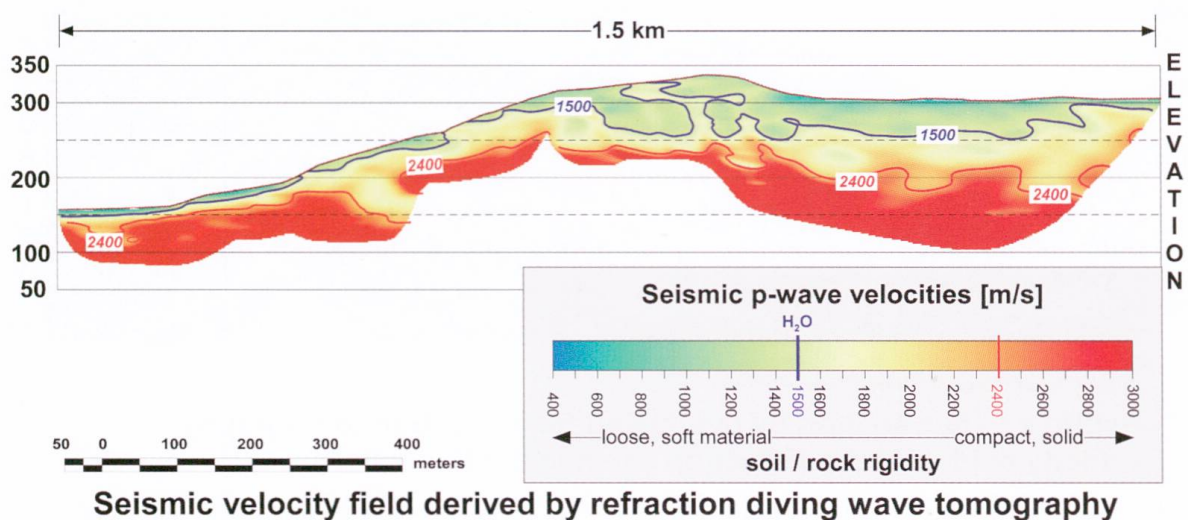 1.5 km
350
300
250
200
150
100
50
ELEVATION
1500
1500
2400
2400
2400
2400
Seismic p-wave velocities [m/s]
H₂O
400 600 800 1000 1200 1400 1500 1600 1800 2000 2200 2400 2600 2800 3000
loose, soft material compact, solid
soil / rock rigidity
50 0 100 200 300 400
meters
Seismic velocity field derived by refraction diving wave tomography